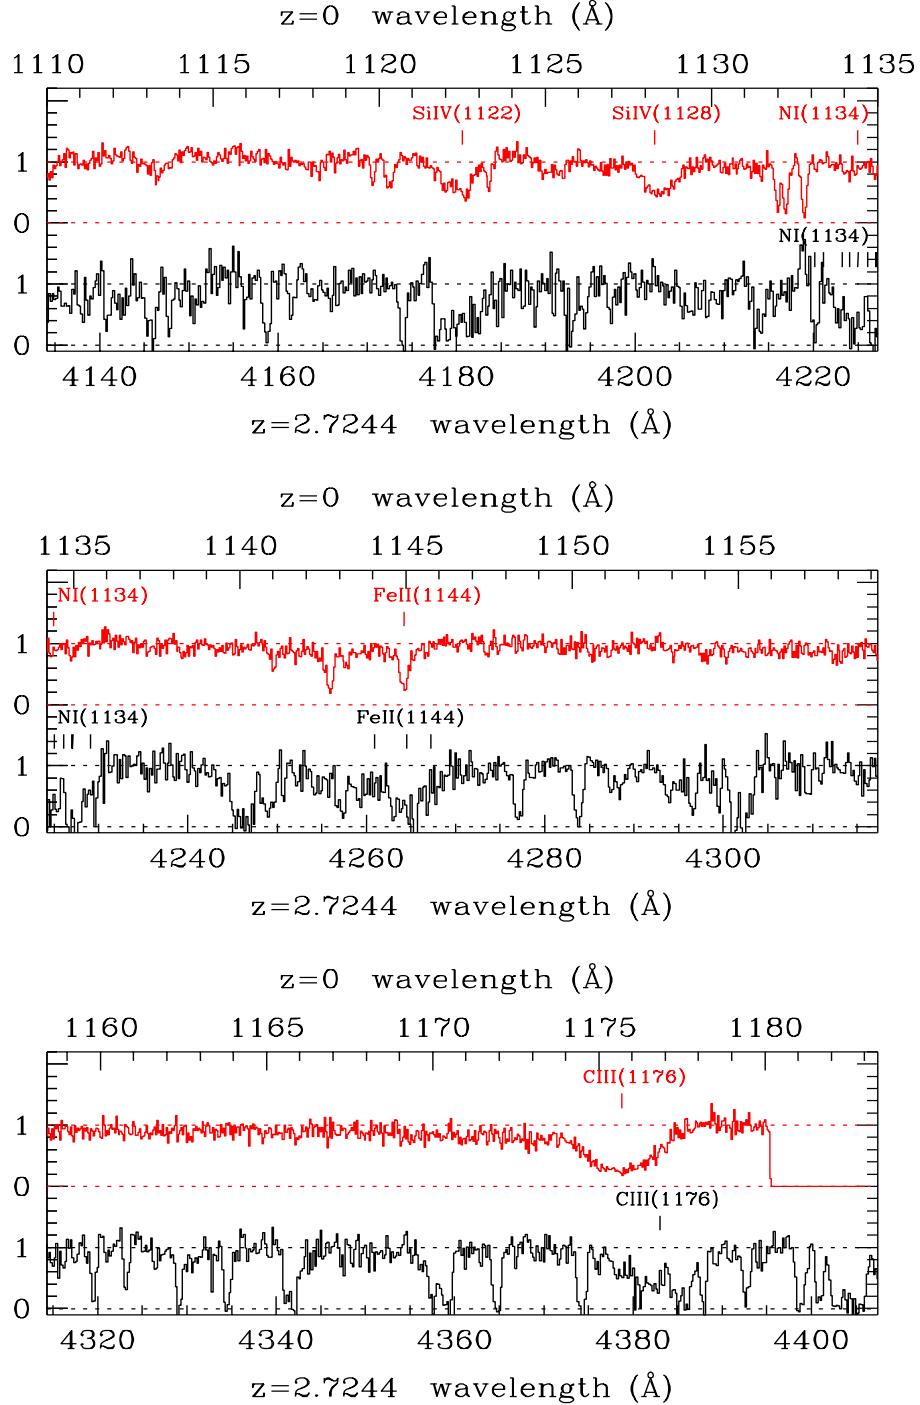 z=0 wavelength (Å)
1110 1115 1120 1125 1130 1135
SiIV(1122) SiIV(1128) NI(1134)
1
0
NI(1134)
1
0
4140 4160 4180 4200 4220
z=2.7244 wavelength (Å)
z=0 wavelength (Å)
1135 1140 1145 1150 1155
NI(1134) FeII(1144)
1
0
NI(1134) FeII(1144)
1
0
4240 4260 4280 4300
z=2.7244 wavelength (Å)
z=0 wavelength (Å)
1160 1165 1170 1175 1180
CIII(1176)
1
0
CIII(1176)
1
0
4320 4340 4360 4380 4400
z=2.7244 wavelength (Å)